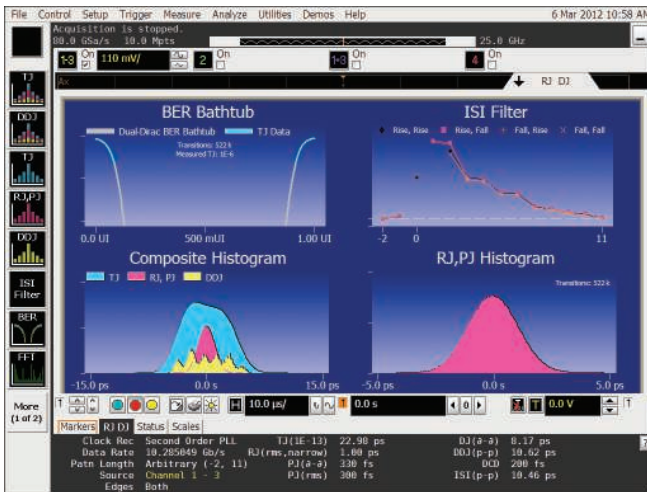 File Control Setup Trigger Measure Analyze Utilities Demos Help 6 Mar 2012 10:58 AM
Acquisition is stopped.
80.0 GSa/s 10.0 Mpts 25.0 GHz
1-3 On 110 mV/ 2 On 1-3 On 4 On
RJ DJ
TJ
DDJ
TJ
RJ,PJ
DDJ
ISI
Filter
BER
FFT
More
(1 of 2)
BER Bathtub
Dual-Dirac BER Bathtub TJ Data
Transitions: 522 k
Measured TJ: 1E-6
0.0 UI 500 mUI 1.00 UI
ISI Filter
Rise, Rise Rise, Fall Fall, Rise Fall, Fall
-2 0 11
Composite Histogram
TJ RJ, PJ DDJ
-15.0 ps 0.0 s 15.0 ps
RJ,PJ Histogram
Transitions: 522 k
-5.0 ps 0.0 s 5.0 ps
H 10.0 µs/ 0.0 s 0 T 0.0 V
Markers RJ DJ Status Scales
Clock Rec Second Order PLL TJ(1E-13) 22.98 ps DJ(∂-∂) 8.17 ps
Data Rate 10.285049 Gb/s RJ(rms,narrow) 1.00 ps DDJ(p-p) 10.62 ps
Patn Length Arbitrary (-2, 11) PJ(∂-∂) 330 fs DCD 200 fs
Source Channel 1 - 3 PJ(rms) 300 fs ISI(p-p) 10.46 ps
Edges Both